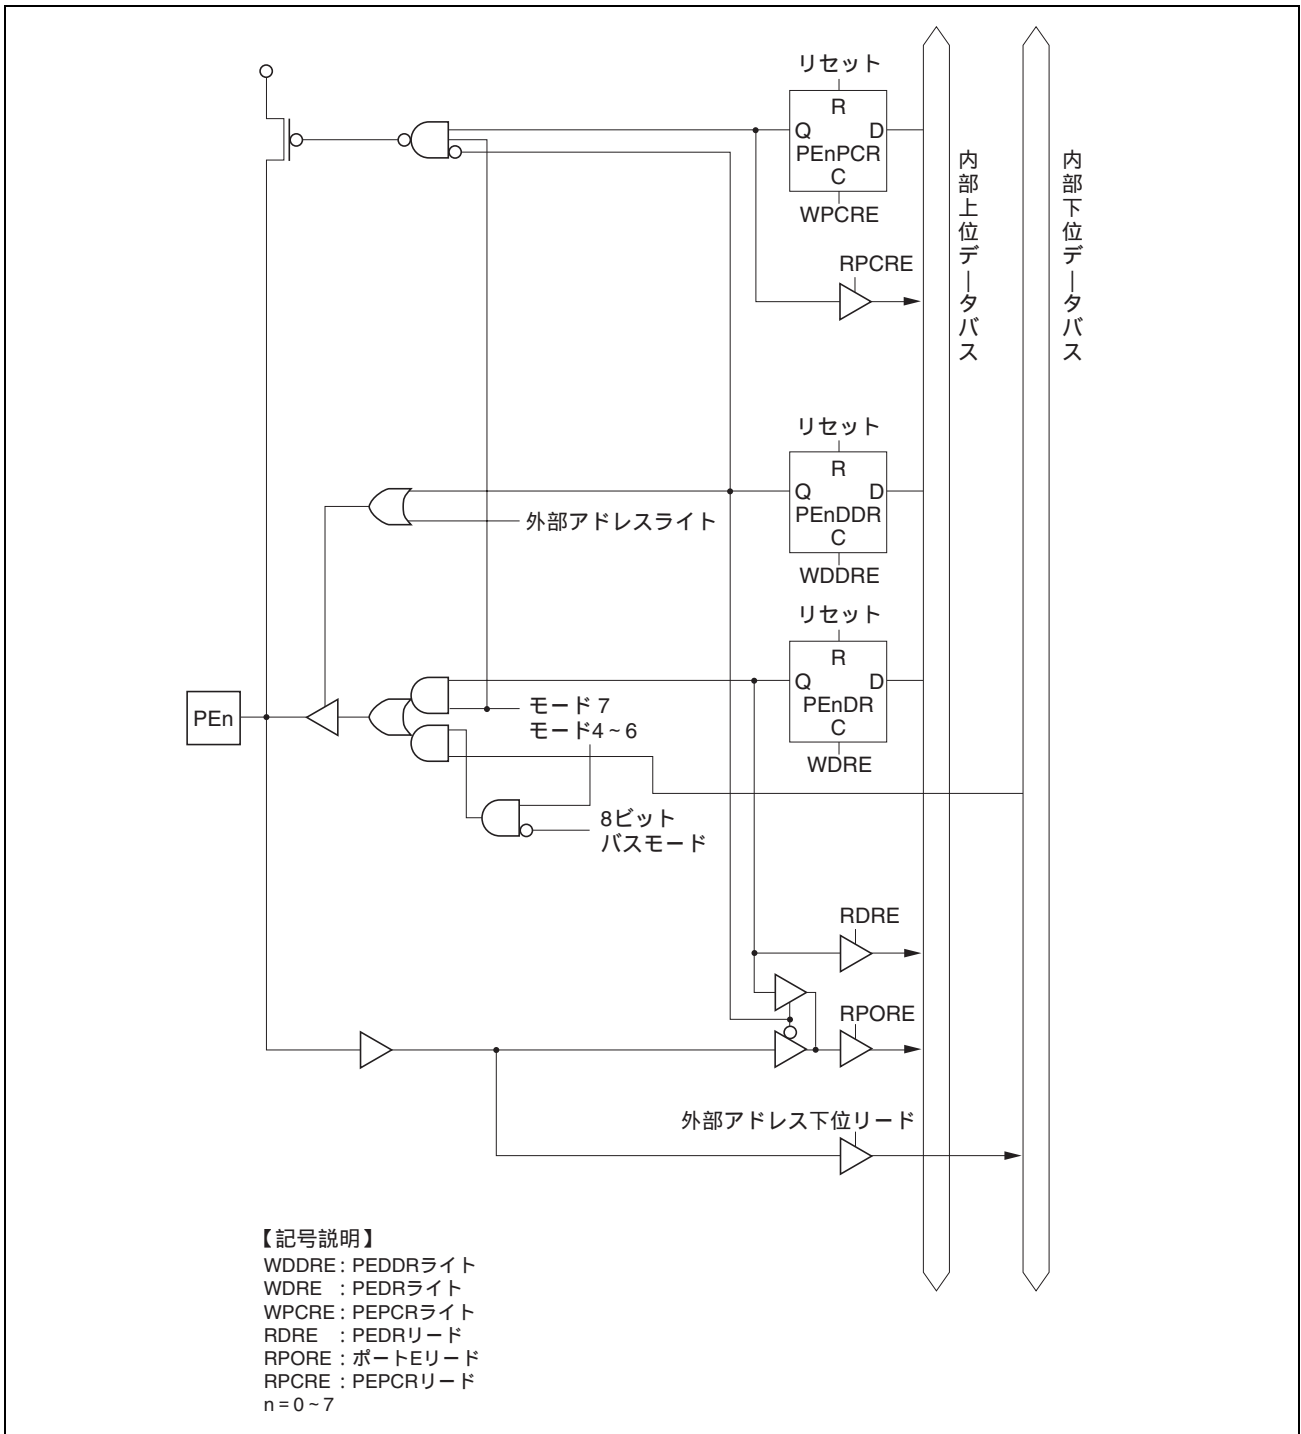 リセット
R
Q D
PEnPCR
C
WPCRE
RPCRE
内部上位データバス
内部下位データバス
リセット
R
Q D
PEnDDR
C
WDDRE
外部アドレスライト
リセット
R
Q D
PEnDR
C
WDRE
PEn
モード 7
モード4 ~ 6
8ビット
バスモード
RDRE
RPORE
外部アドレス下位リード
【記号説明】
WDDRE : PEDDRライト
WDRE : PEDRライト
WPCRE : PEPCRライト
RDRE : PEDRリード
RPORE : ポートEリード
RPCRE : PEPCRリード
n = 0 ~ 7